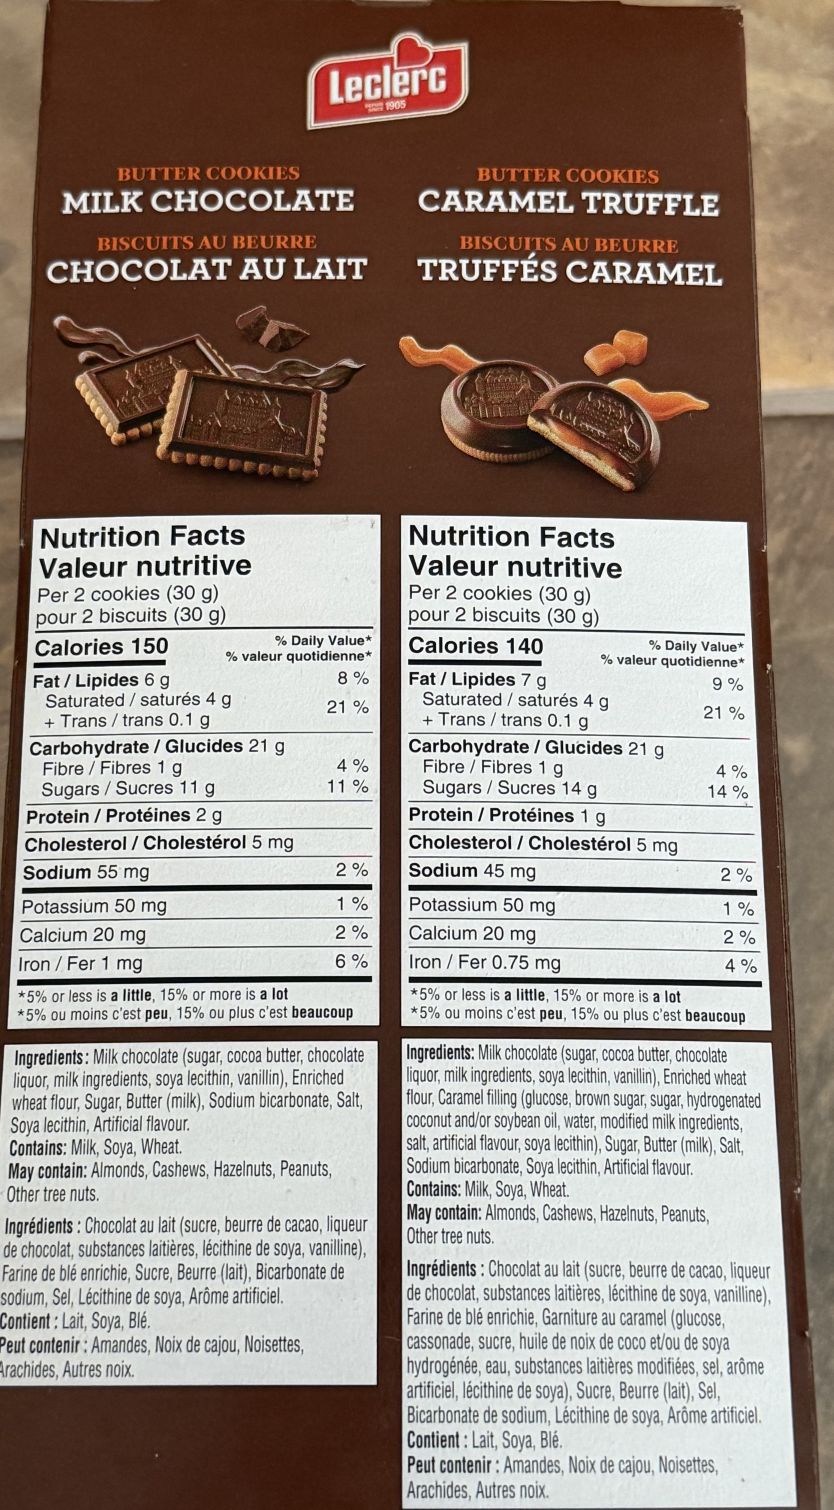 Leclerc
DEPUIS
SINCE 1905
BUTTER COOKIES
MILK CHOCOLATE
BISCUITS AU BEURRE
CHOCOLAT AU LAIT
Nutrition Facts
Valeur nutritive
Per 2 cookies (30 g)
pour 2 biscuits (30 g)
Calories 150
% Daily Value*
% valeur quotidienne*
Fat / Lipides 6 g 8 %
Saturated / saturés 4 g
+ Trans / trans 0.1 g 21 %
Carbohydrate / Glucides 21 g
Fibre / Fibres 1 g 4 %
Sugars / Sucres 11 g 11 %
Protein / Protéines 2 g
Cholesterol / Cholestérol 5 mg
Sodium 55 mg 2 %
Potassium 50 mg 1 %
Calcium 20 mg 2 %
Iron / Fer 1 mg 6 %
*5% or less is a little, 15% or more is a lot
*5% ou moins c'est peu, 15% ou plus c'est beaucoup
Ingredients: Milk chocolate (sugar, cocoa butter, chocolate
liquor, milk ingredients, soya lecithin, vanillin), Enriched
wheat flour, Sugar, Butter (milk), Sodium bicarbonate, Salt,
Soya lecithin, Artificial flavour.
Contains: Milk, Soya, Wheat.
May contain: Almonds, Cashews, Hazelnuts, Peanuts,
Other tree nuts.
Ingrédients : Chocolat au lait (sucre, beurre de cacao, liqueur
de chocolat, substances laitières, lécithine de soya, vanilline),
Farine de blé enrichie, Sucre, Beurre (lait), Bicarbonate de
sodium, Sel, Lécithine de soya, Arôme artificiel.
Contient : Lait, Soya, Blé.
Peut contenir : Amandes, Noix de cajou, Noisettes,
Arachides, Autres noix.
BUTTER COOKIES
CARAMEL TRUFFLE
BISCUITS AU BEURRE
TRUFFÉS CARAMEL
Nutrition Facts
Valeur nutritive
Per 2 cookies (30 g)
pour 2 biscuits (30 g)
Calories 140
% Daily Value*
% valeur quotidienne*
Fat / Lipides 7 g 9 %
Saturated / saturés 4 g
+ Trans / trans 0.1 g 21 %
Carbohydrate / Glucides 21 g
Fibre / Fibres 1 g 4 %
Sugars / Sucres 14 g 14 %
Protein / Protéines 1 g
Cholesterol / Cholestérol 5 mg
Sodium 45 mg 2 %
Potassium 50 mg 1 %
Calcium 20 mg 2 %
Iron / Fer 0.75 mg 4 %
*5% or less is a little, 15% or more is a lot
*5% ou moins c'est peu, 15% ou plus c'est beaucoup
Ingredients: Milk chocolate (sugar, cocoa butter, chocolate
liquor, milk ingredients, soya lecithin, vanillin), Enriched wheat
flour, Caramel filling (glucose, brown sugar, sugar, hydrogenated
coconut and/or soybean oil, water, modified milk ingredients,
salt, artificial flavour, soya lecithin), Sugar, Butter (milk), Salt,
Sodium bicarbonate, Soya lecithin, Artificial flavour.
Contains: Milk, Soya, Wheat.
May contain: Almonds, Cashews, Hazelnuts, Peanuts,
Other tree nuts.
Ingrédients : Chocolat au lait (sucre, beurre de cacao, liqueur
de chocolat, substances laitières, lécithine de soya, vanilline),
Farine de blé enrichie, Garniture au caramel (glucose,
cassonade, sucre, huile de noix de coco et/ou de soya
hydrogénée, eau, substances laitières modifiées, sel, arôme
artificiel, lécithine de soya), Sucre, Beurre (lait), Sel,
Bicarbonate de sodium, Lécithine de soya, Arôme artificiel.
Contient : Lait, Soya, Blé.
Peut contenir : Amandes, Noix de cajou, Noisettes,
Arachides, Autres noix.